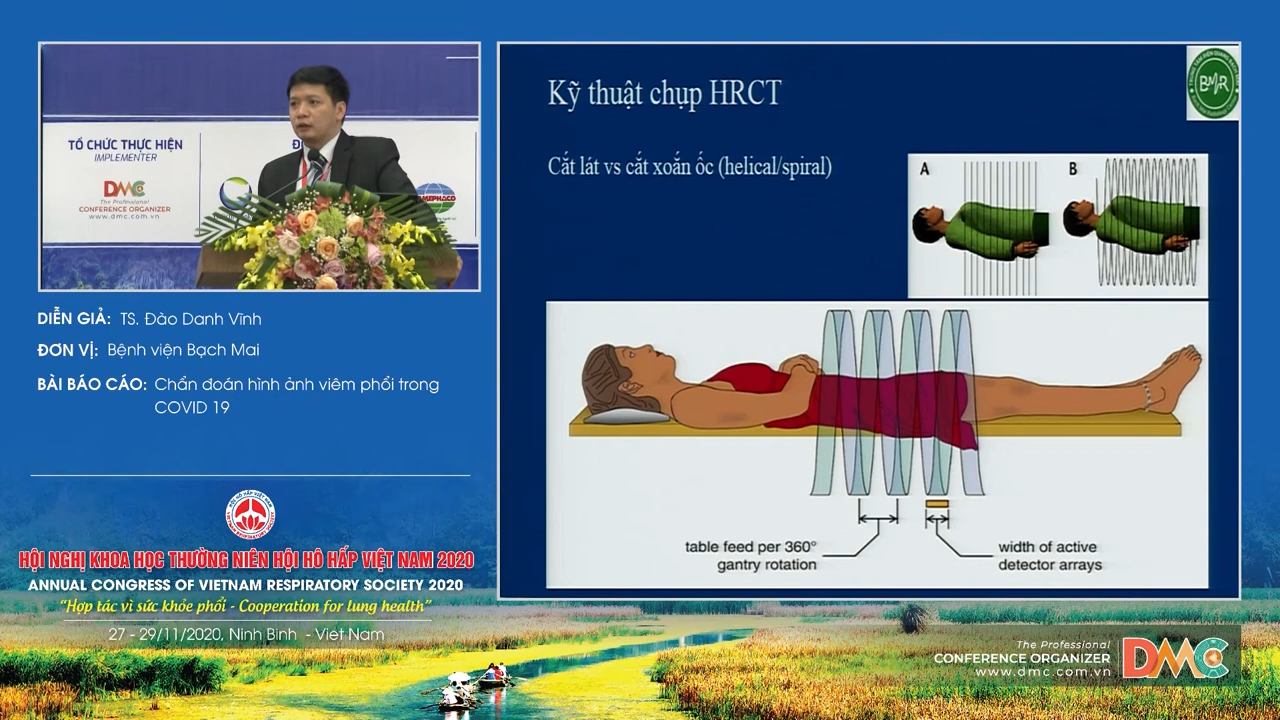 TỔ CHỨC THỰC HIỆN
IMPLEMENTER
DMC
The Professional
CONFERENCE ORGANIZER
www.dmc.com.vn
DIỄN GIẢ: TS. Đào Danh Vĩnh
ĐƠN VỊ: Bệnh viện Bạch Mai
BÀI BÁO CÁO: Chẩn đoán hình ảnh viêm phổi trong
COVID 19
HỘI NGHỊ KHOA HỌC THƯỜNG NIÊN HỘI HÔ HẤP VIỆT NAM 2020
ANNUAL CONGRESS OF VIETNAM RESPIRATORY SOCIETY 2020
“Hợp tác vì sức khỏe phổi - Cooperation for lung health”
27 - 29/11/2020, Ninh Bình - Việt Nam
Kỹ thuật chụp HRCT
BMR
Cắt lát vs cắt xoắn ốc (helical/spiral)
A
B
table feed per 360°
gantry rotation
width of active
detector arrays
The Professional
CONFERENCE ORGANIZER
www.dmc.com.vn
DMC